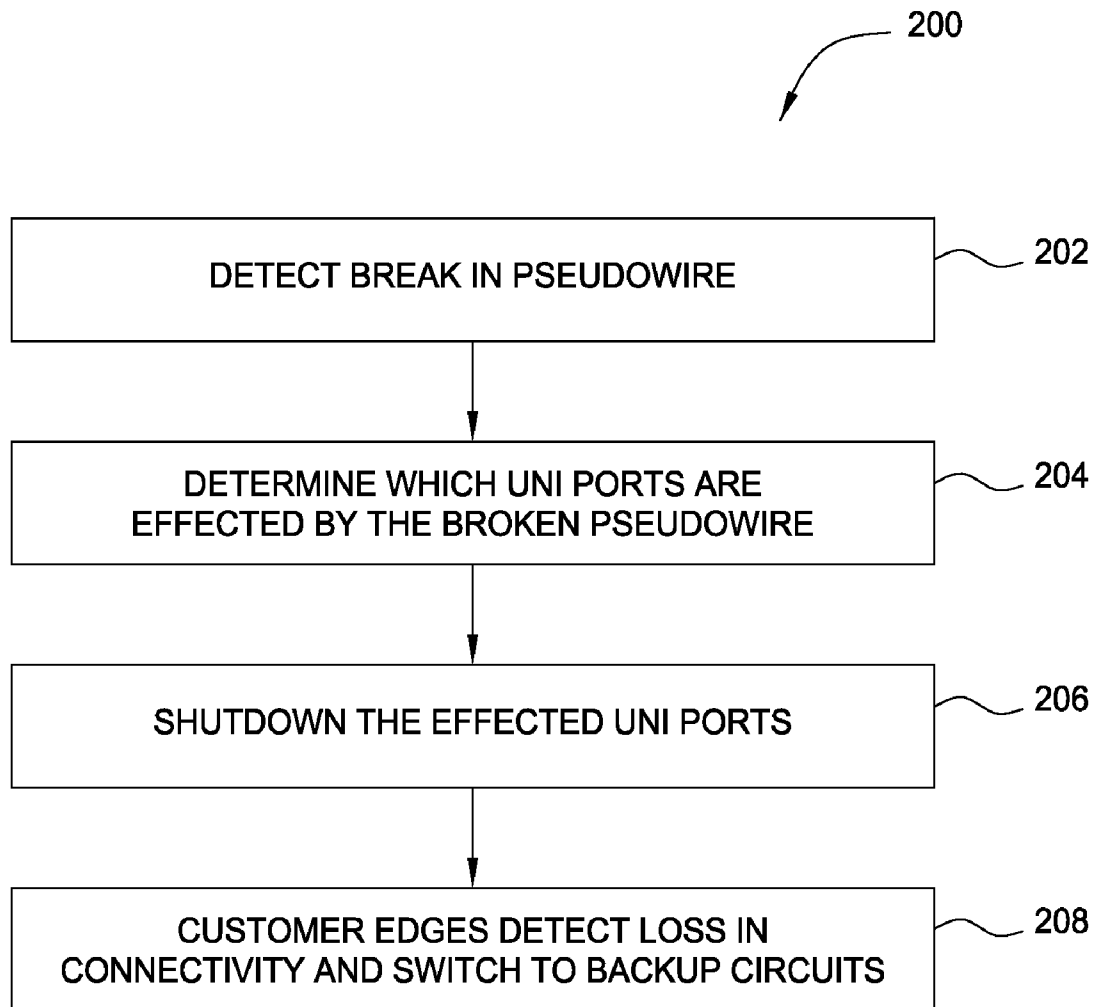 200
DETECT BREAK IN PSEUDOWIRE
202
DETERMINE WHICH UNI PORTS ARE
EFFECTED BY THE BROKEN PSEUDOWIRE
204
SHUTDOWN THE EFFECTED UNI PORTS
206
CUSTOMER EDGES DETECT LOSS IN
CONNECTIVITY AND SWITCH TO BACKUP CIRCUITS
208